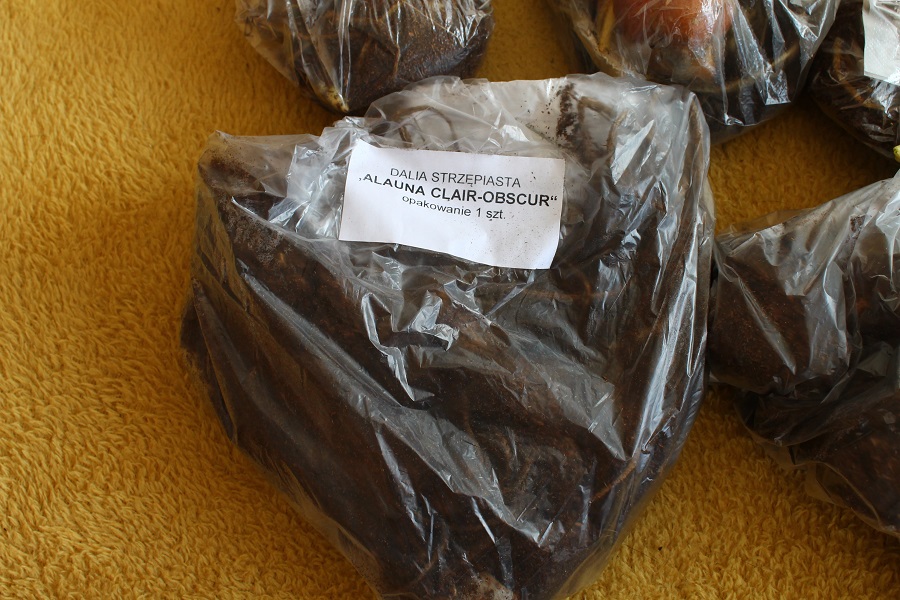 DALIA STRZĘPIASTA
„ALAUNA CLAIR-OBSCUR“
opakowanie 1 szt.